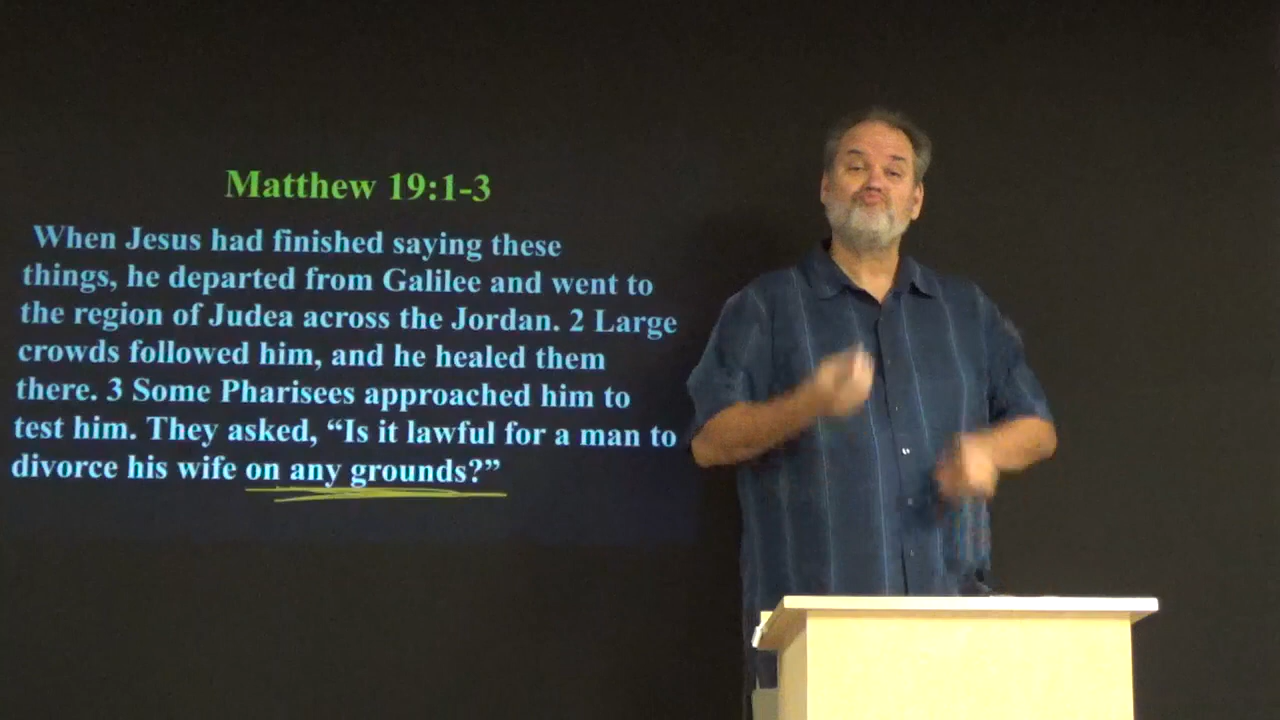 Matthew 19:1-3
When Jesus had finished saying these
things, he departed from Galilee and went to
the region of Judea across the Jordan. 2 Large
crowds followed him, and he healed them
there. 3 Some Pharisees approached him to
test him. They asked, “Is it lawful for a man to
divorce his wife on any grounds?”